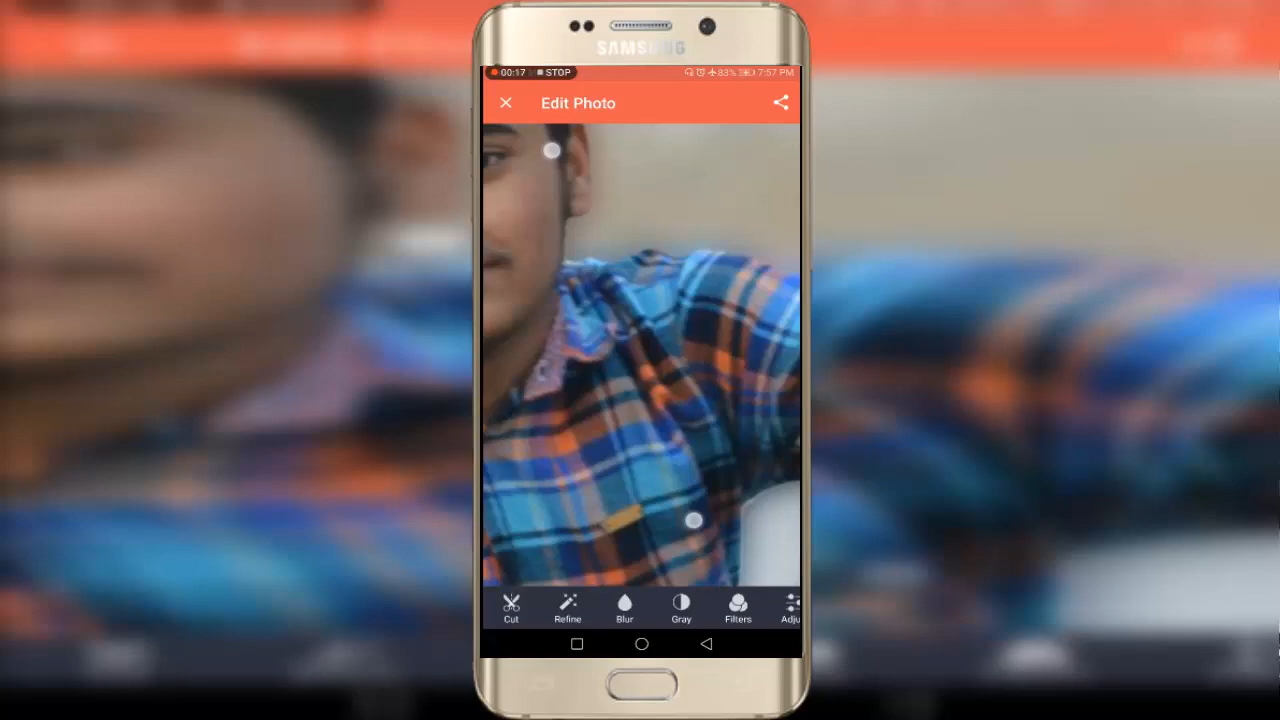 SAMSUNG
00:17 STOP 83% 7:57 PM
Edit Photo
Cut Refine Blur Gray Filters Adju